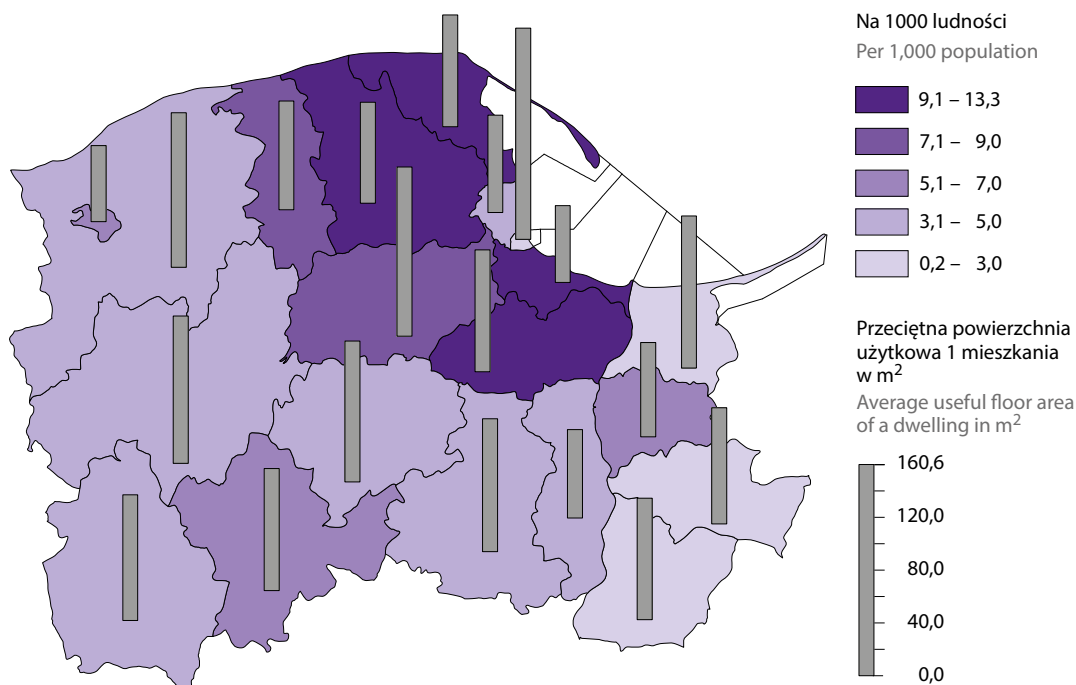 Na 1000 ludności
Per 1,000 population
9,1 – 13,3
7,1 – 9,0
5,1 – 7,0
3,1 – 5,0
0,2 – 3,0
Przeciętna powierzchnia
użytkowa 1 mieszkania
w m²
Average useful floor area
of a dwelling in m²
160,6
120,0
80,0
40,0
0,0